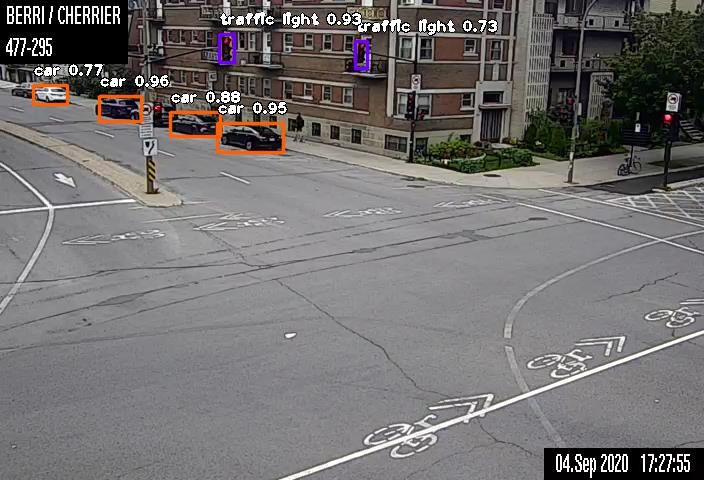 BERRI / CHERRIER
477-295
traffic light 0.93
traffic light 0.73
car 0.77
car 0.96
car 0.88
car 0.95
04.Sep 2020 17:27:55